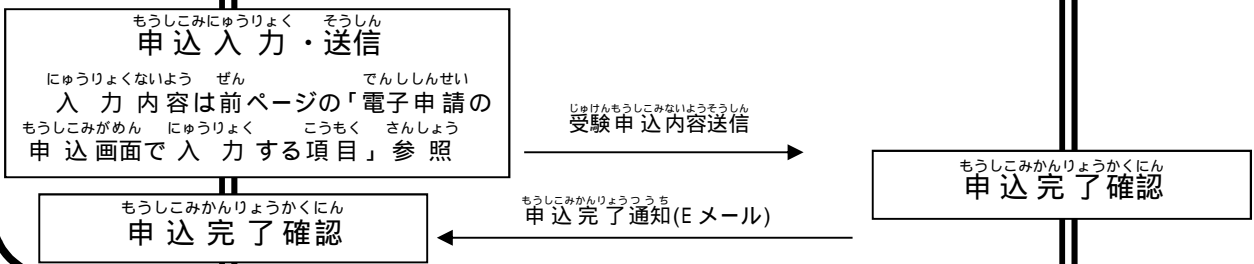 もうしこみにゅうりょく そうしん
申込入力・送信
にゅうりょくないよう ぜん でんししんせい
入力内容は前ページの「電子申請の
もうしこみがめん にゅうりょく こうもく さんしょう
申込画面で入力する項目」参照
じゅけんもうしこみないようそうしん
受験申込内容送信
もうしこみかんりょうかくにん
申込完了確認
もうしこみかんりょうつうち
申込完了通知(Eメール)
もうしこみかんりょうかくにん
申込完了確認